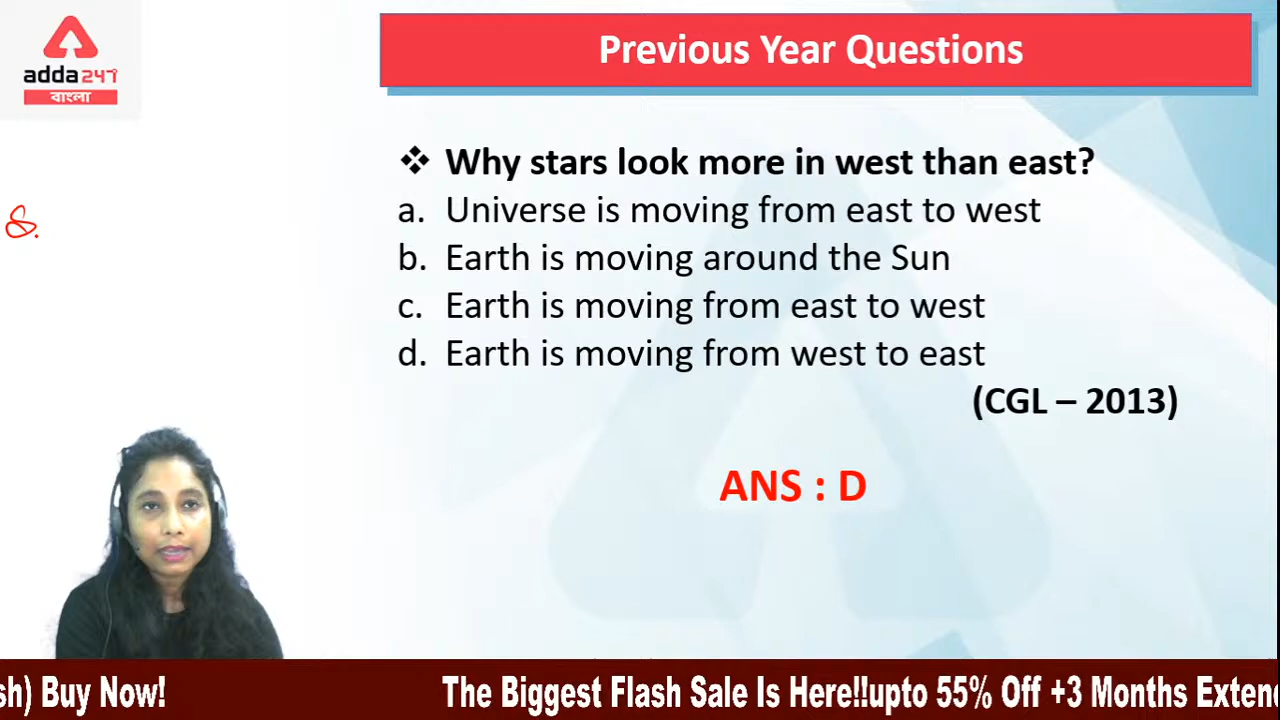 adda247
বাংলা
Previous Year Questions
8.
❖ Why stars look more in west than east?
a. Universe is moving from east to west
b. Earth is moving around the Sun
c. Earth is moving from east to west
d. Earth is moving from west to east
(CGL – 2013)
ANS : D
sh) Buy Now! The Biggest Flash Sale Is Here!!upto 55% Off +3 Months Exten